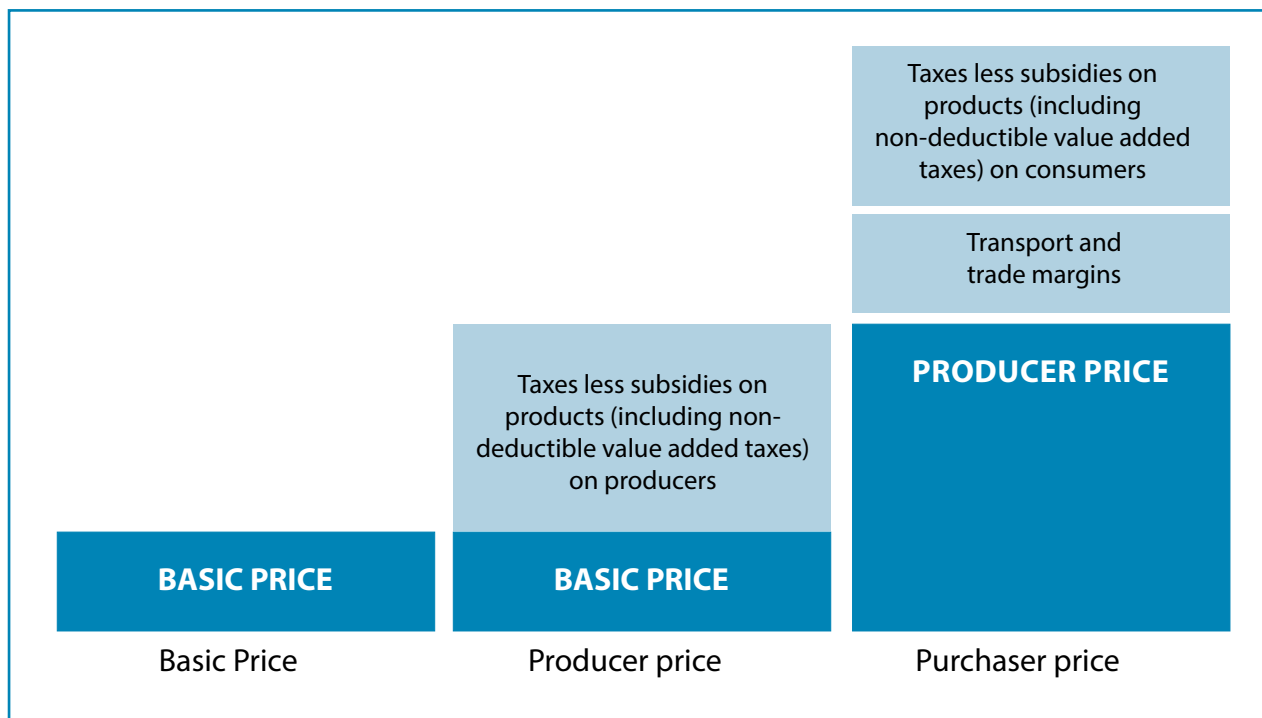 Taxes less subsidies on
products (including
non-deductible value added
taxes) on consumers
Transport and
trade margins
PRODUCER PRICE
Taxes less subsidies on
products (including non-
deductible value added taxes)
on producers
BASIC PRICE
BASIC PRICE
Basic Price
Producer price
Purchaser price